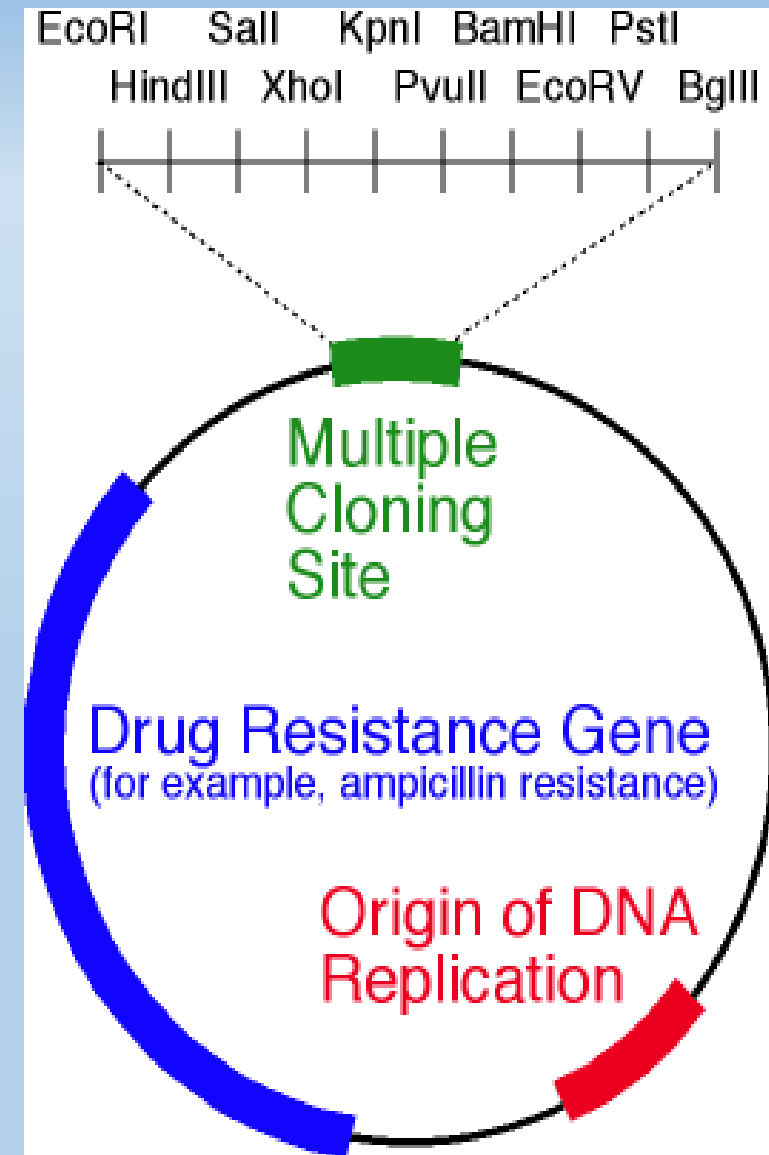 EcoRI SalI KpnI BamHI PstI
HindIII XhoI PvuII EcoRV BglII
Multiple
Cloning
Site
Drug Resistance Gene
(for example, ampicillin resistance)
Origin of DNA
Replication